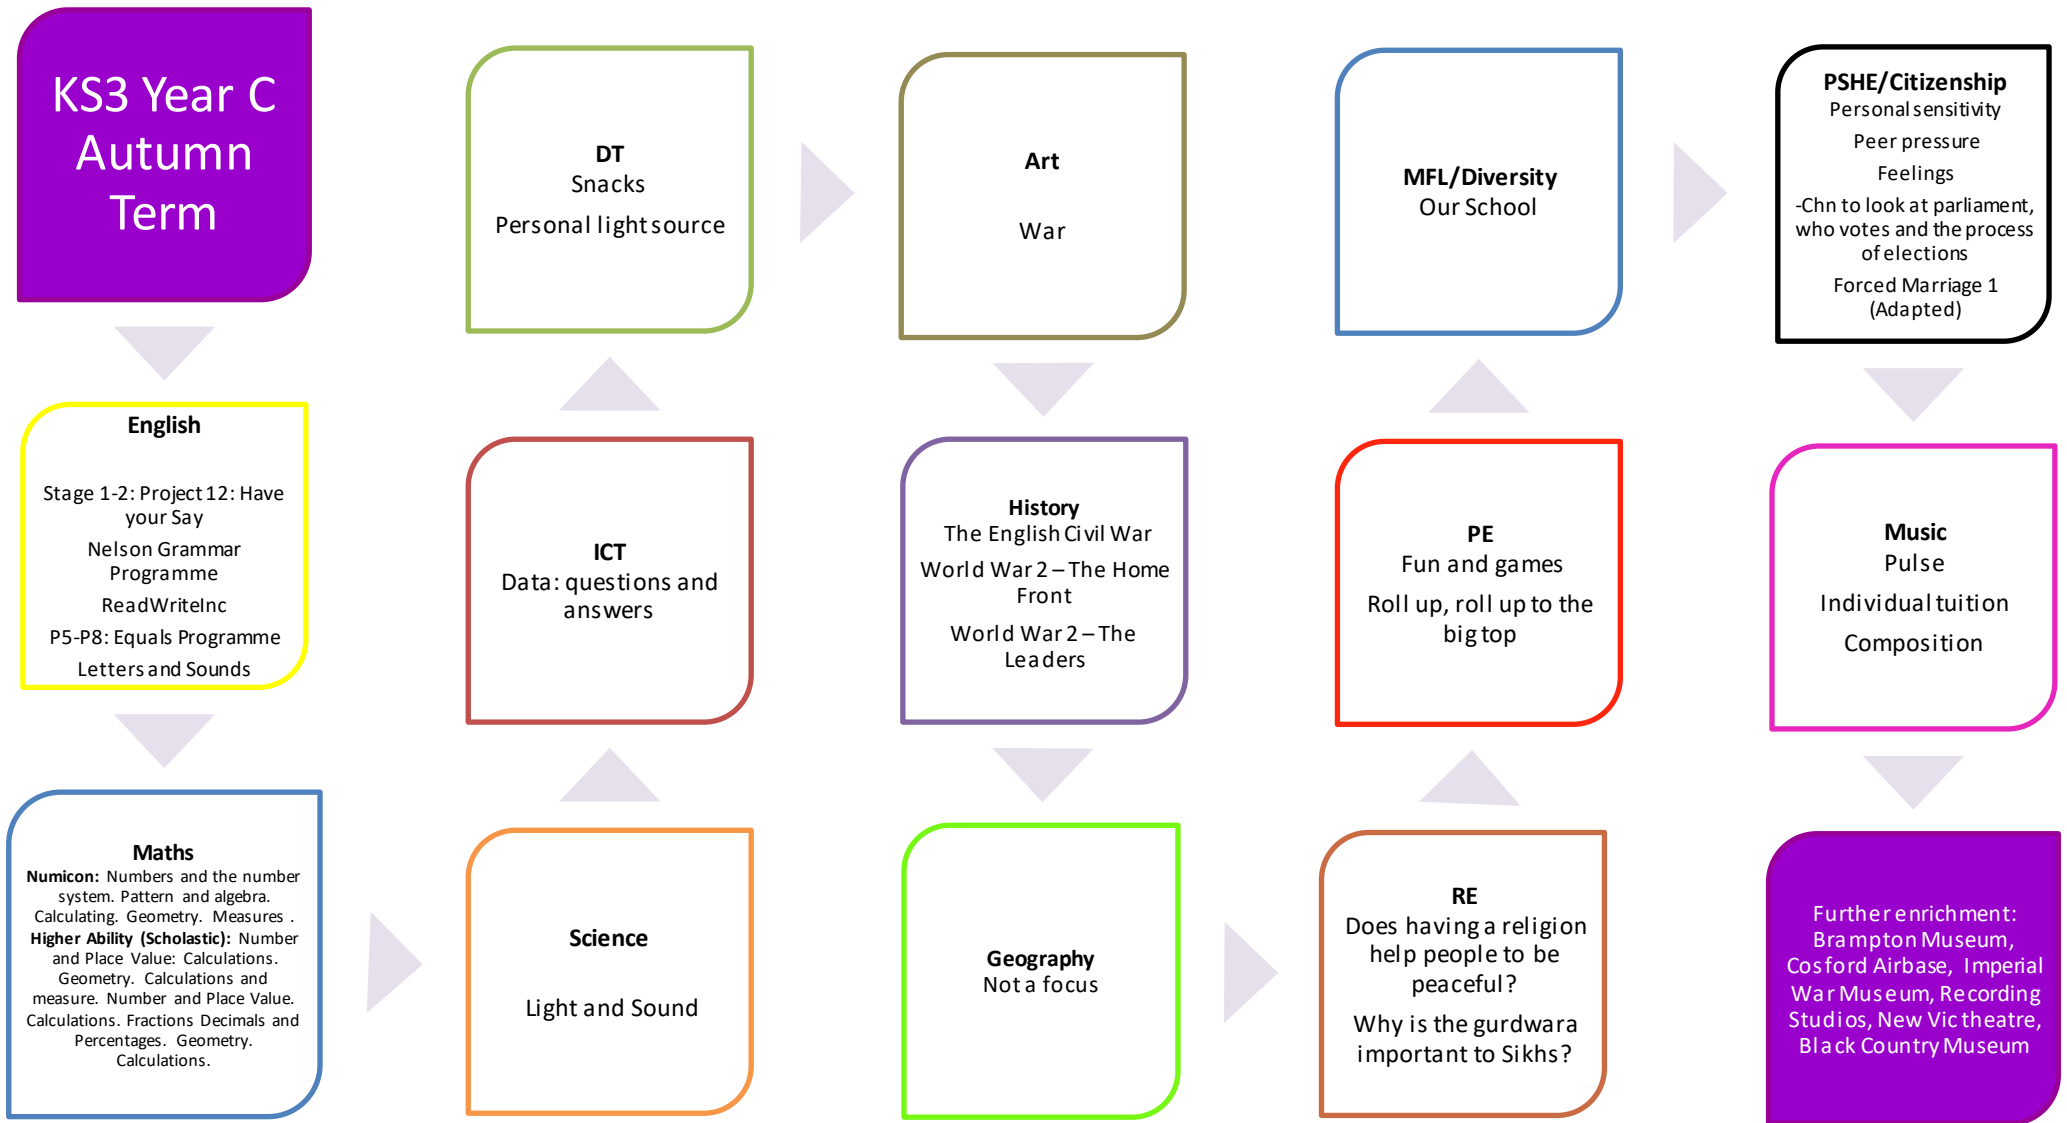 KS3 Year C
Autumn
Term
English
Stage 1-2: Project 12: Have
your Say
Nelson Grammar
Programme
ReadWriteInc
P5-P8: Equals Programme
Letters and Sounds
Maths
Numicon: Numbers and the number
system. Pattern and algebra.
Calculating. Geometry. Measures .
Higher Ability (Scholastic): Number
and Place Value: Calculations.
Geometry. Calculations and
measure. Number and Place Value.
Calculations. Fractions Decimals and
Percentages. Geometry.
Calculations.
Science
Light and Sound
ICT
Data: questions and
answers
DT
Snacks
Personal light source
Art
War
History
The English Civil War
World War 2 – The Home
Front
World War 2 – The
Leaders
Geography
Not a focus
RE
Does having a religion
help people to be
peaceful?
Why is the gurdwara
important to Sikhs?
PE
Fun and games
Roll up, roll up to the
big top
MFL/Diversity
Our School
PSHE/Citizenship
Personal sensitivity
Peer pressure
Feelings
-Chn to look at parliament,
who votes and the process
of elections
Forced Marriage 1
(Adapted)
Music
Pulse
Individual tuition
Composition
Further enrichment:
Brampton Museum,
Cosford Airbase, Imperial
War Museum, Recording
Studios, New Vic theatre,
Black Country Museum